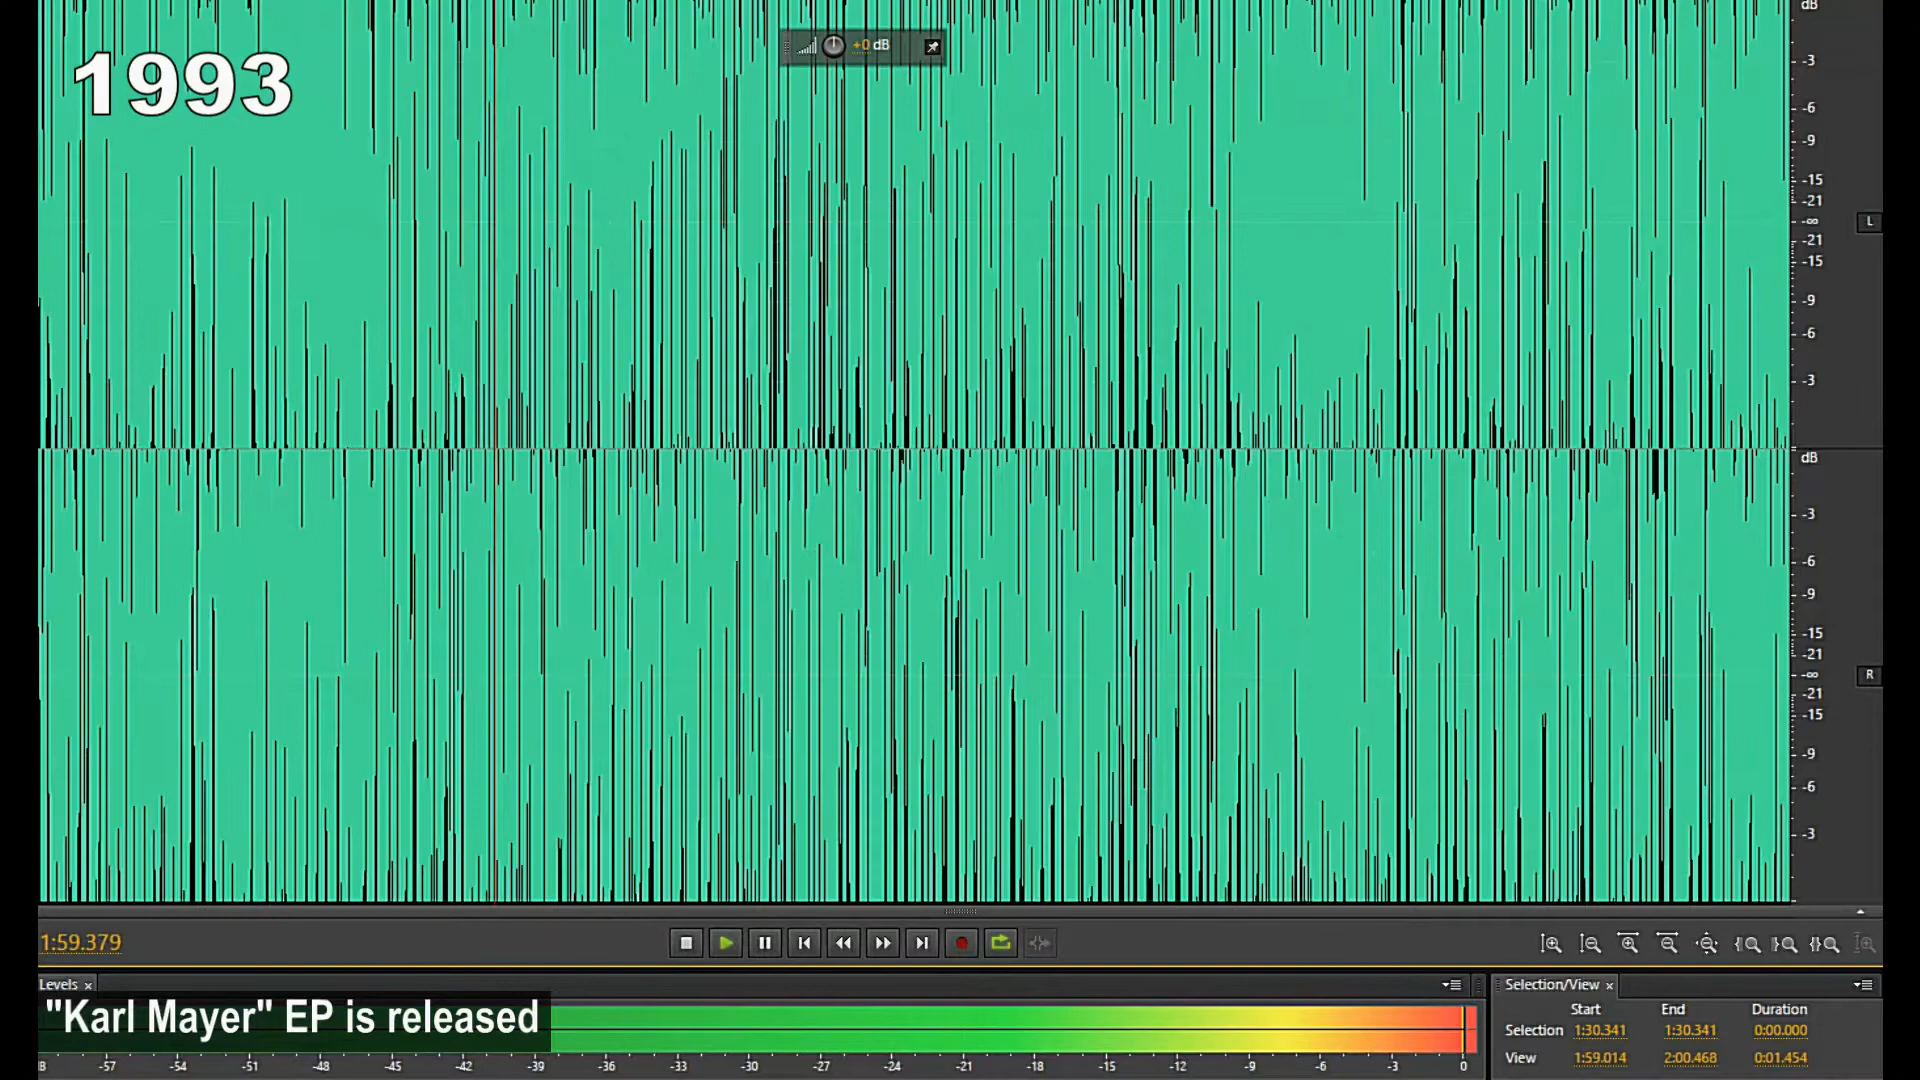 dB
1993
+0 dB
-3
-6
-9
-15
-21
-∞
L
-21
-15
-9
-6
-3
dB
-3
-6
-9
-15
-21
-∞
R
-21
-15
-9
-6
-3
1:59.379
Levels
Selection/View
"Karl Mayer" EP is released
Start End Duration
Selection 1:30.341 1:30.341 0:00.000
View 1:59.014 2:00.468 0:01.454
-57 -54 -51 -48 -45 -42 -39 -36 -33 -30 -27 -24 -21 -18 -15 -12 -9 -6 -3 0